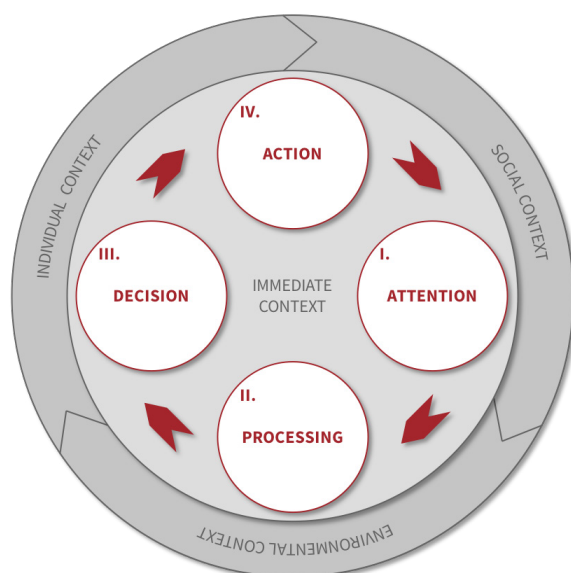 IV.
ACTION
INDIVIDUAL CONTEXT
SOCIAL CONTEXT
III.
DECISION
IMMEDIATE
CONTEXT
I.
ATTENTION
II.
PROCESSING
ENVIRONMENTAL CONTEXT